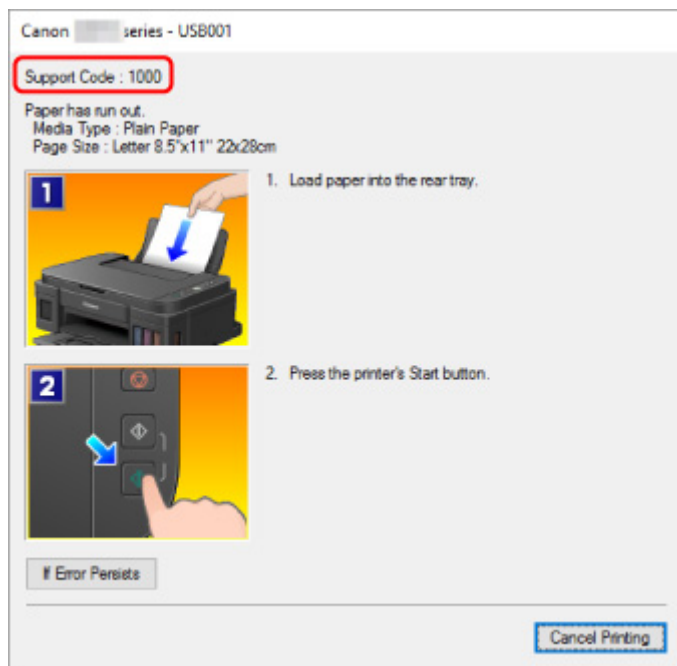 Canon series - USB001
Support Code : 1000
Paper has run out.
Media Type : Plain Paper
Page Size : Letter 8.5"x11" 22x28cm
1
1. Load paper into the rear tray.
2
2. Press the printer's Start button.
If Error Persists
Cancel Printing